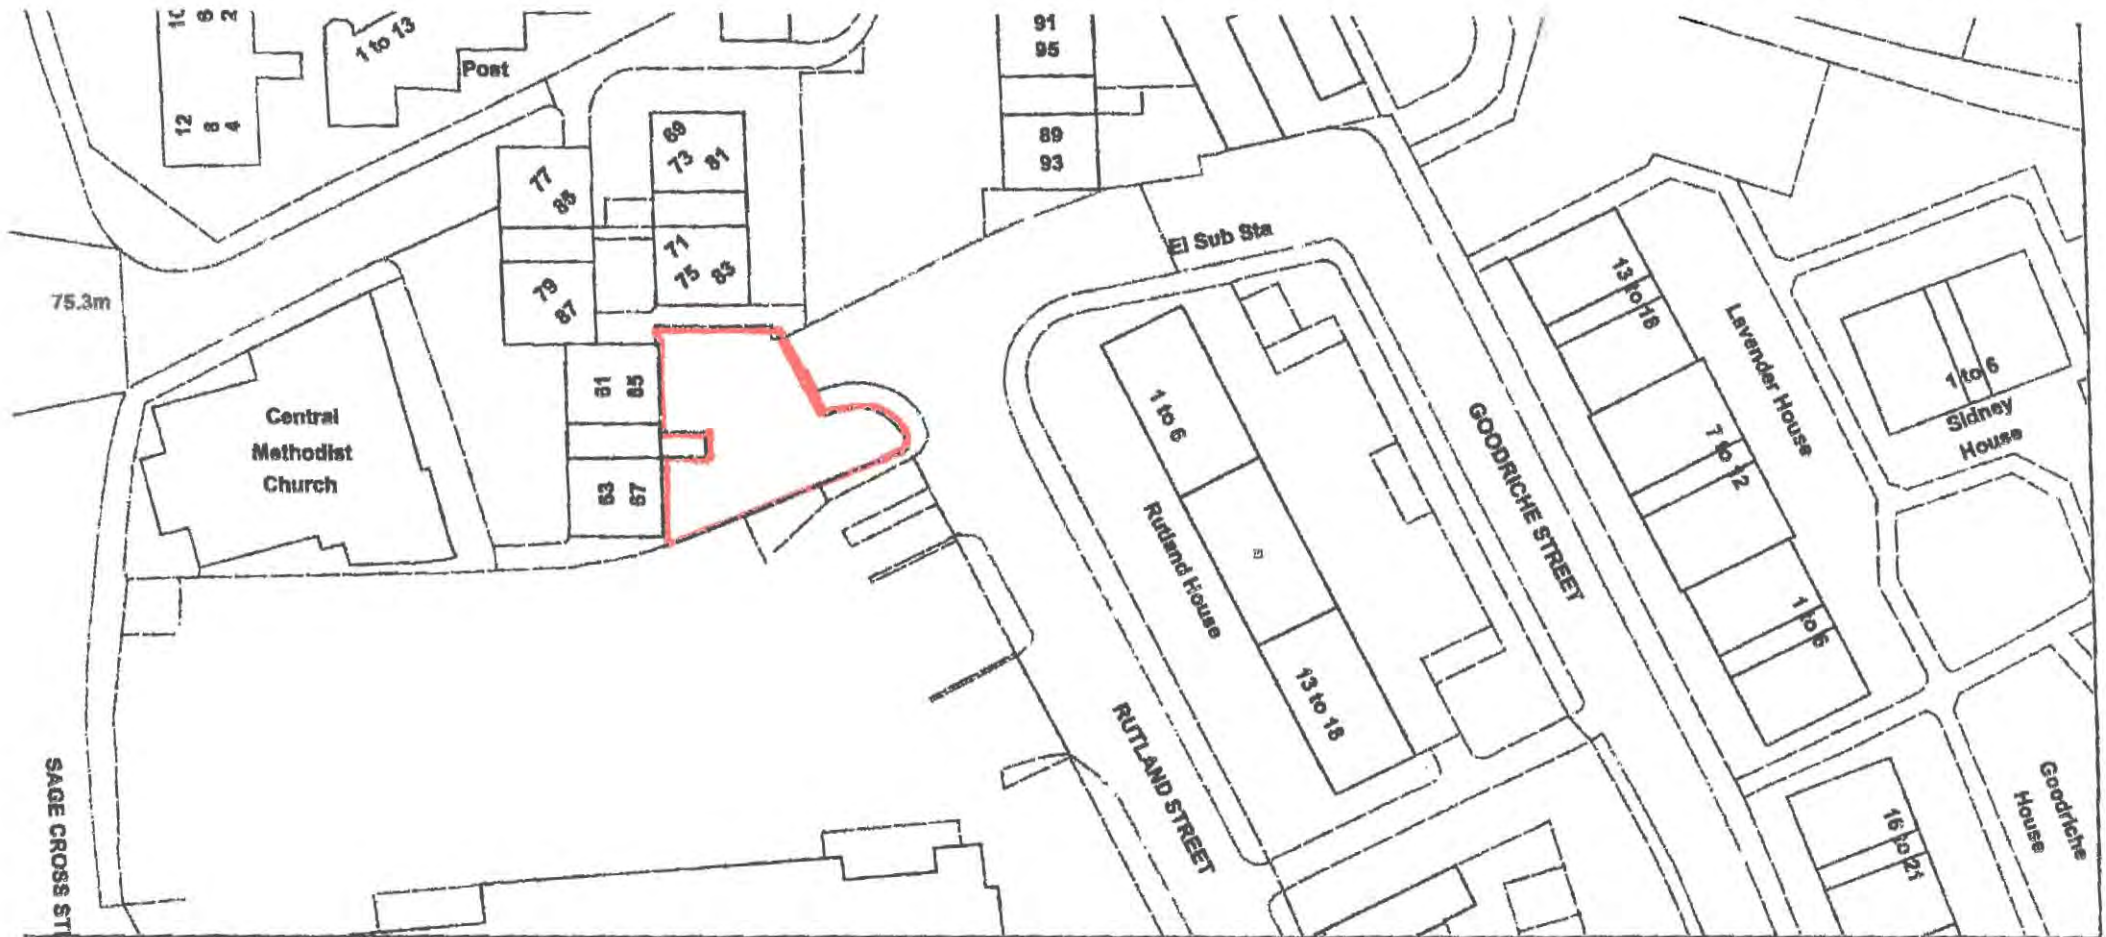 10 6 2
1 to 13
Post
12 8 4
91
95
89
93
69
73 81
77
85
71
75 83
79
87
El Sub Sta
75.3m
61 65
63 67
Central
Methodist
Church
13 to 18
Lavender House
7 to 12
1 to 6
1 to 6
Sidney
House
GOODRICHE STREET
1 to 6
Rutland House
13 to 18
RUTLAND STREET
SAGE CROSS
16 to 21
Goodriche
House